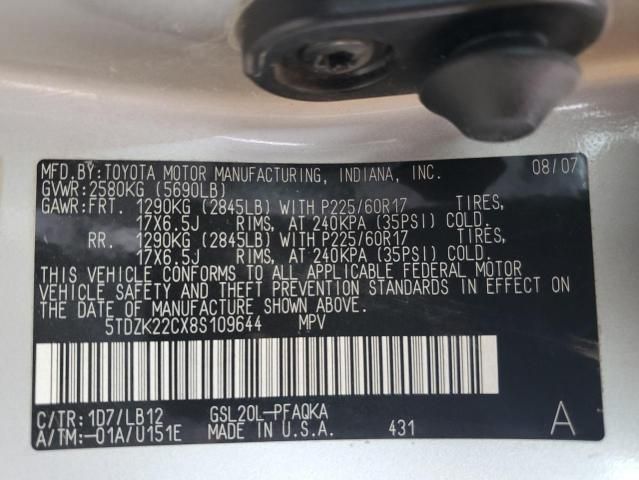 MFD.BY:TOYOTA MOTOR MANUFACTURING, INDIANA, INC. 08/07
GVWR:2580KG (5690LB)
GAWR:FRT. 1290KG (2845LB) WITH P225/60R17 TIRES,
17X6.5J RIMS, AT 240KPA (35PSI) COLD.
RR. 1290KG (2845LB) WITH P225/60R17 TIRES,
17X6.5J RIMS, AT 240KPA (35PSI) COLD.
THIS VEHICLE CONFORMS TO ALL APPLICABLE FEDERAL MOTOR
VEHICLE SAFETY AND THEFT PREVENTION STANDARDS IN EFFECT ON
THE DATE OF MANUFACTURE SHOWN ABOVE.
5TDZK22CX8S109644 MPV
C/TR:1D7/LB12 GSL20L-PFAQKA
A/TM:-01A/U151E MADE IN U.S.A. 431 A